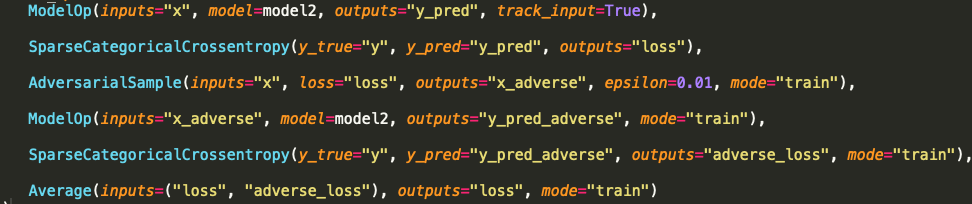 ModelOp(inputs="x", model=model2, outputs="y_pred", track_input=True),
SparseCategoricalCrossentropy(y_true="y", y_pred="y_pred", outputs="loss"),
AdversarialSample(inputs="x", loss="loss", outputs="x_adverse", epsilon=0.01, mode="train"),
ModelOp(inputs="x_adverse", model=model2, outputs="y_pred_adverse", mode="train"),
SparseCategoricalCrossentropy(y_true="y", y_pred="y_pred_adverse", outputs="adverse_loss", mode="train"),
Average(inputs=("loss", "adverse_loss"), outputs="loss", mode="train")